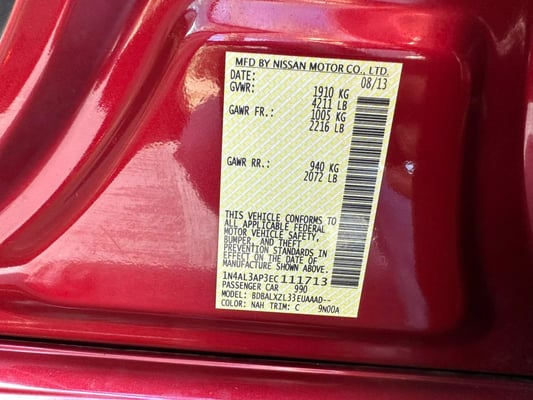 MFD BY NISSAN MOTOR CO., LTD.
DATE: 08/13
GVWR: 1910 KG
4211 LB
GAWR FR.: 1005 KG
2216 LB
GAWR RR.: 940 KG
2072 LB
THIS VEHICLE CONFORMS TO
ALL APPLICABLE FEDERAL
MOTOR VEHICLE SAFETY,
BUMPER, AND THEFT
PREVENTION STANDARDS IN
EFFECT ON THE DATE OF
MANUFACTURE SHOWN ABOVE.
1N4AL3AP3EC111713
PASSENGER CAR 990
MODEL: BDBALXZL33EUAAAD--
COLOR: NAH TRIM: C 9N00A